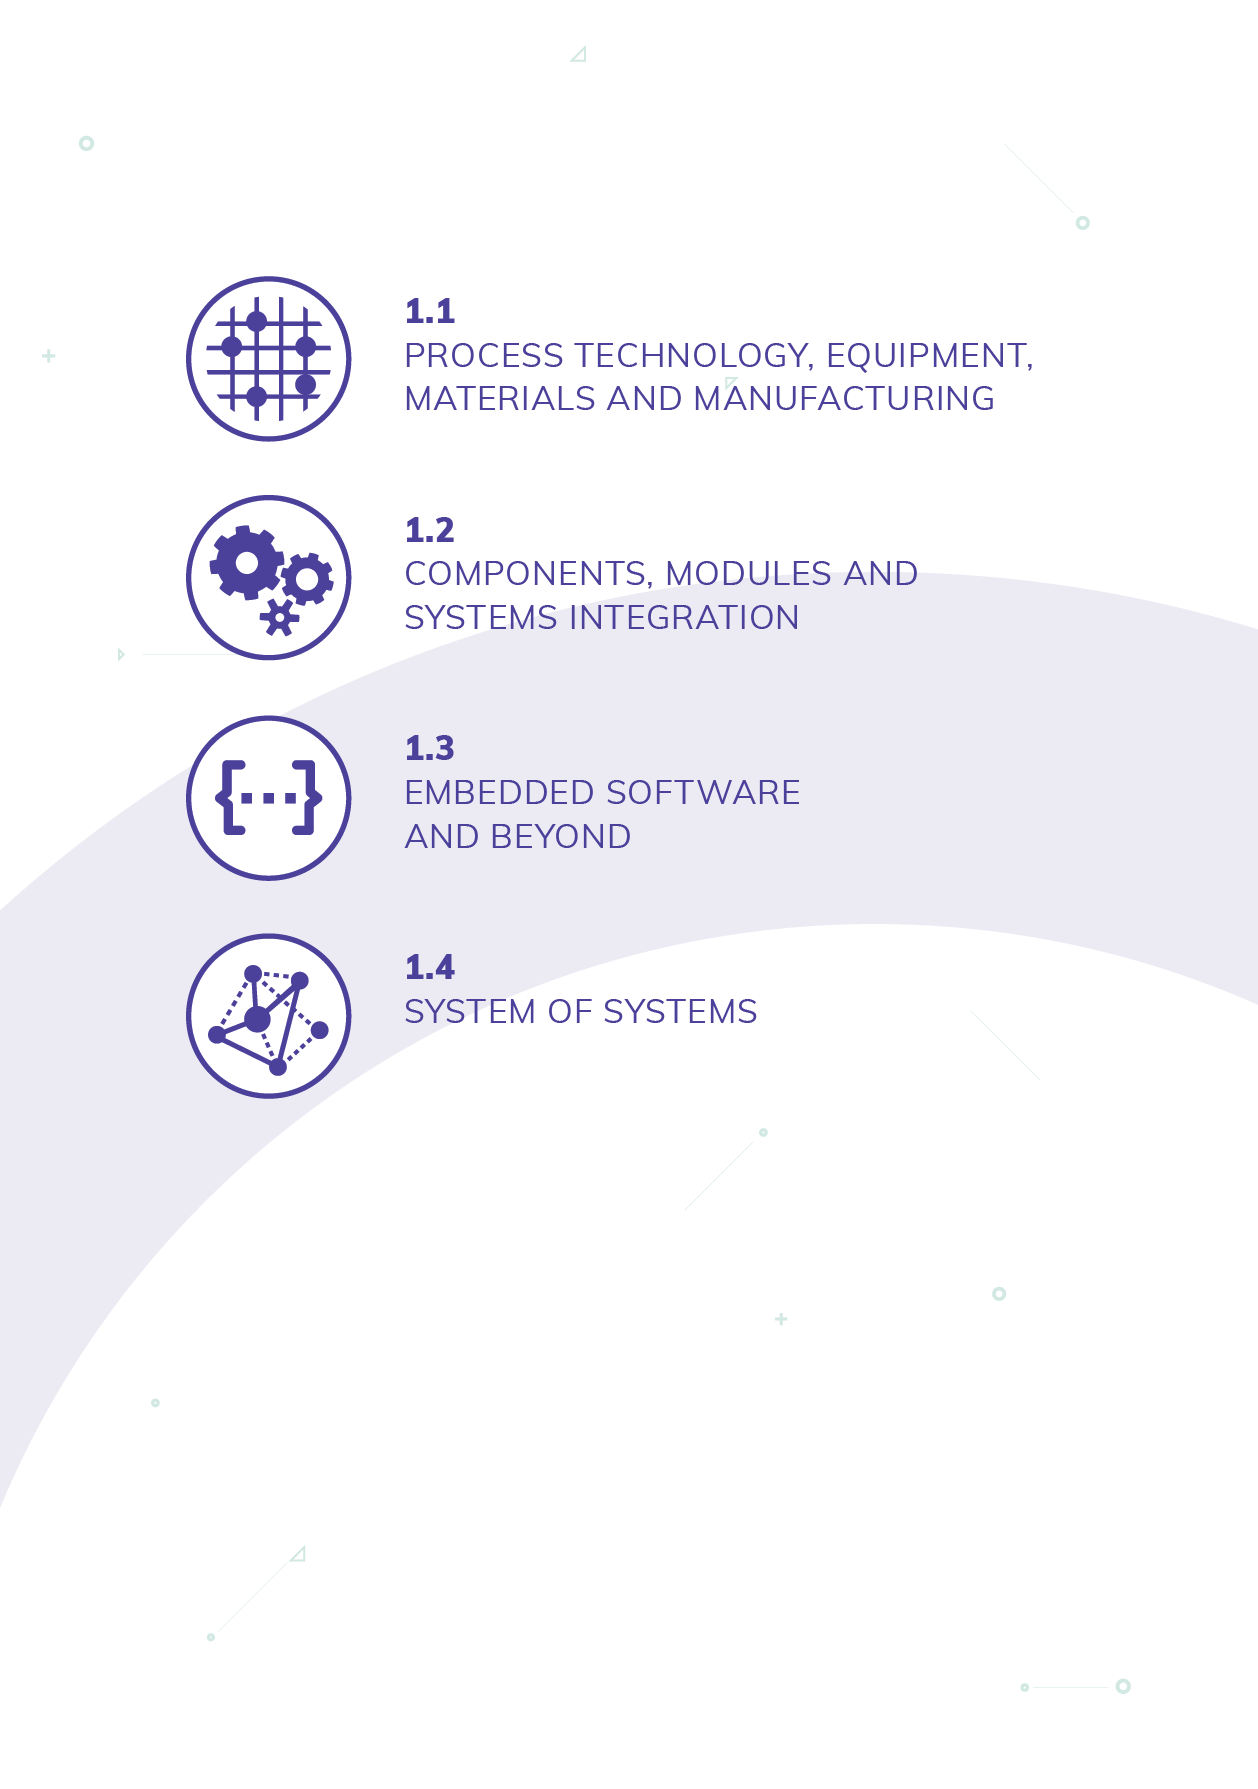 1.1
PROCESS TECHNOLOGY, EQUIPMENT,
MATERIALS AND MANUFACTURING
1.2
COMPONENTS, MODULES AND
SYSTEMS INTEGRATION
1.3
EMBEDDED SOFTWARE
AND BEYOND
1.4
SYSTEM OF SYSTEMS